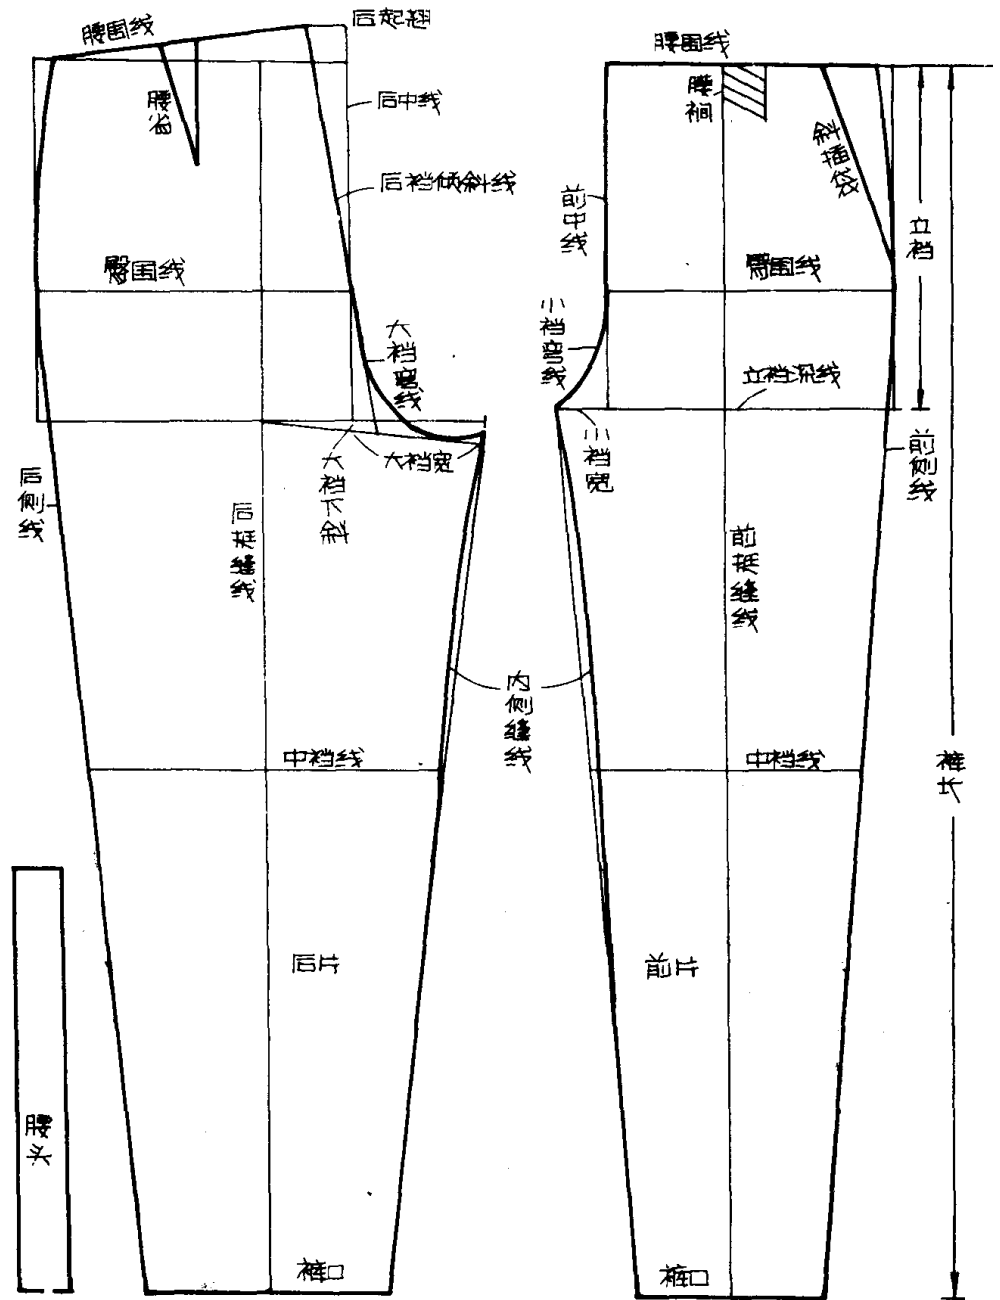 腰围线
后起翘
腰省
后中线
后裆倾斜线
臀围线
大裆弯线
大裆宽
大裆下斜
后侧线
后挺缝线
内侧缝线
中裆线
后片
腰头
裤口
腰围线
腰裥
斜插袋
前中线
立裆
臀围线
小裆弯线
立裆深线
小裆宽
前侧线
前挺缝线
中裆线
裤长
前片
裤口